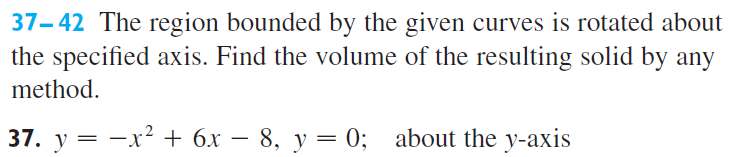 37–42 The region bounded by the given curves is rotated about
the specified axis. Find the volume of the resulting solid by any
method.
37. y = −x² + 6x − 8, y = 0; about the y-axis